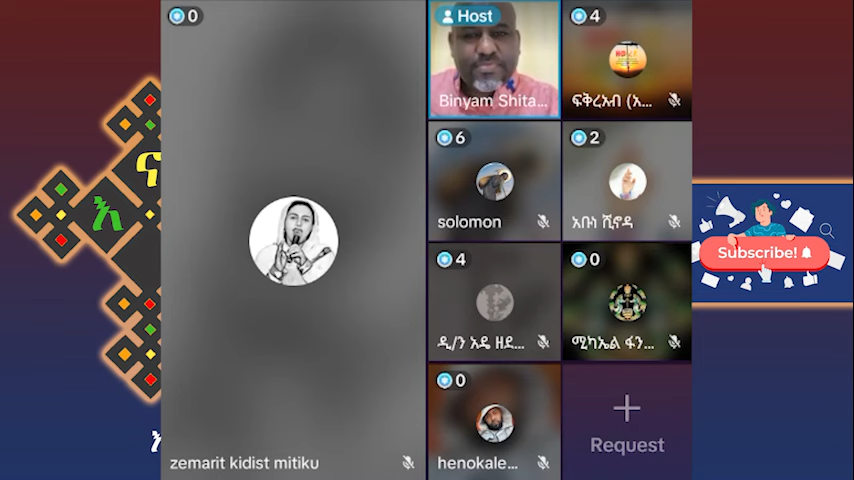 0
Host
4
Binyam Shita...
ፍቅረአብ (አ...
6
2
solomon
አቡነ ሺኖዳ
4
0
ዲ/ን አዴ ዘደ...
ሚካኤል ፋን...
0
zemarit kidist mitiku
henokale...
Request
Subscribe!
እ
ና